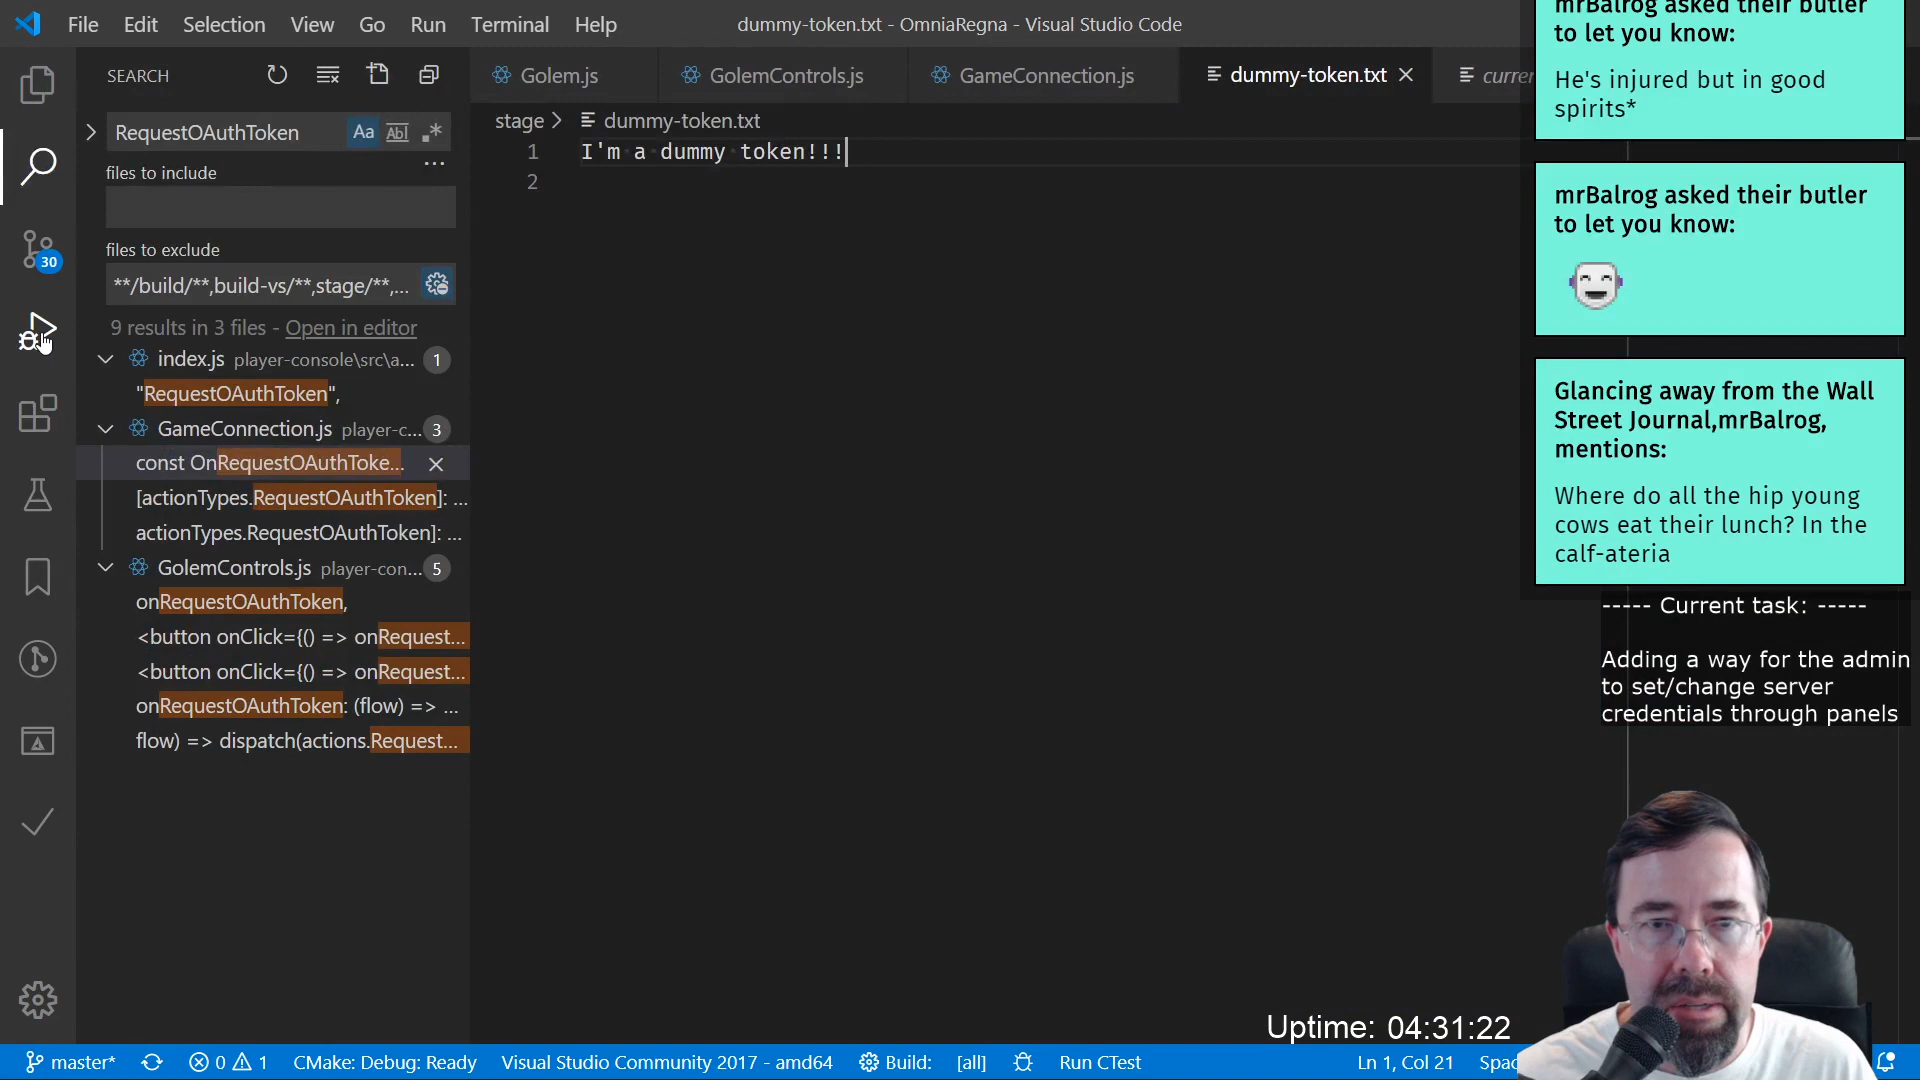 File Edit Selection View Go Run Terminal Help
dummy-token.txt - OmniaRegna - Visual Studio Code
SEARCH
RequestOAuthToken Aa Abl .*
files to include ...
files to exclude
**/build/**,build-vs/**,stage/**,...
9 results in 3 files - Open in editor
index.js player-console\src\a... 1
"RequestOAuthToken",
GameConnection.js player-c... 3
const OnRequestOAuthToke...
[actionTypes.RequestOAuthToken]: ...
actionTypes.RequestOAuthToken]: ...
GolemControls.js player-con... 5
onRequestOAuthToken,
<button onClick={() => onRequest...
<button onClick={() => onRequest...
onRequestOAuthToken: (flow) => ...
flow) => dispatch(actions.Request...
30
Golem.js GolemControls.js GameConnection.js dummy-token.txt curre
stage > dummy-token.txt
1 I'm a dummy token!!!
2
mrBalrog asked their butler
to let you know:
He's injured but in good
spirits*
mrBalrog asked their butler
to let you know:
Glancing away from the Wall
Street Journal,mrBalrog,
mentions:
Where do all the hip young
cows eat their lunch? In the
calf-ateria
----- Current task: -----
Adding a way for the admin
to set/change server
credentials through panels
Uptime: 04:31:22
master* 0 1 CMake: Debug: Ready Visual Studio Community 2017 - amd64 Build: [all] Run CTest Ln 1, Col 21 Spac